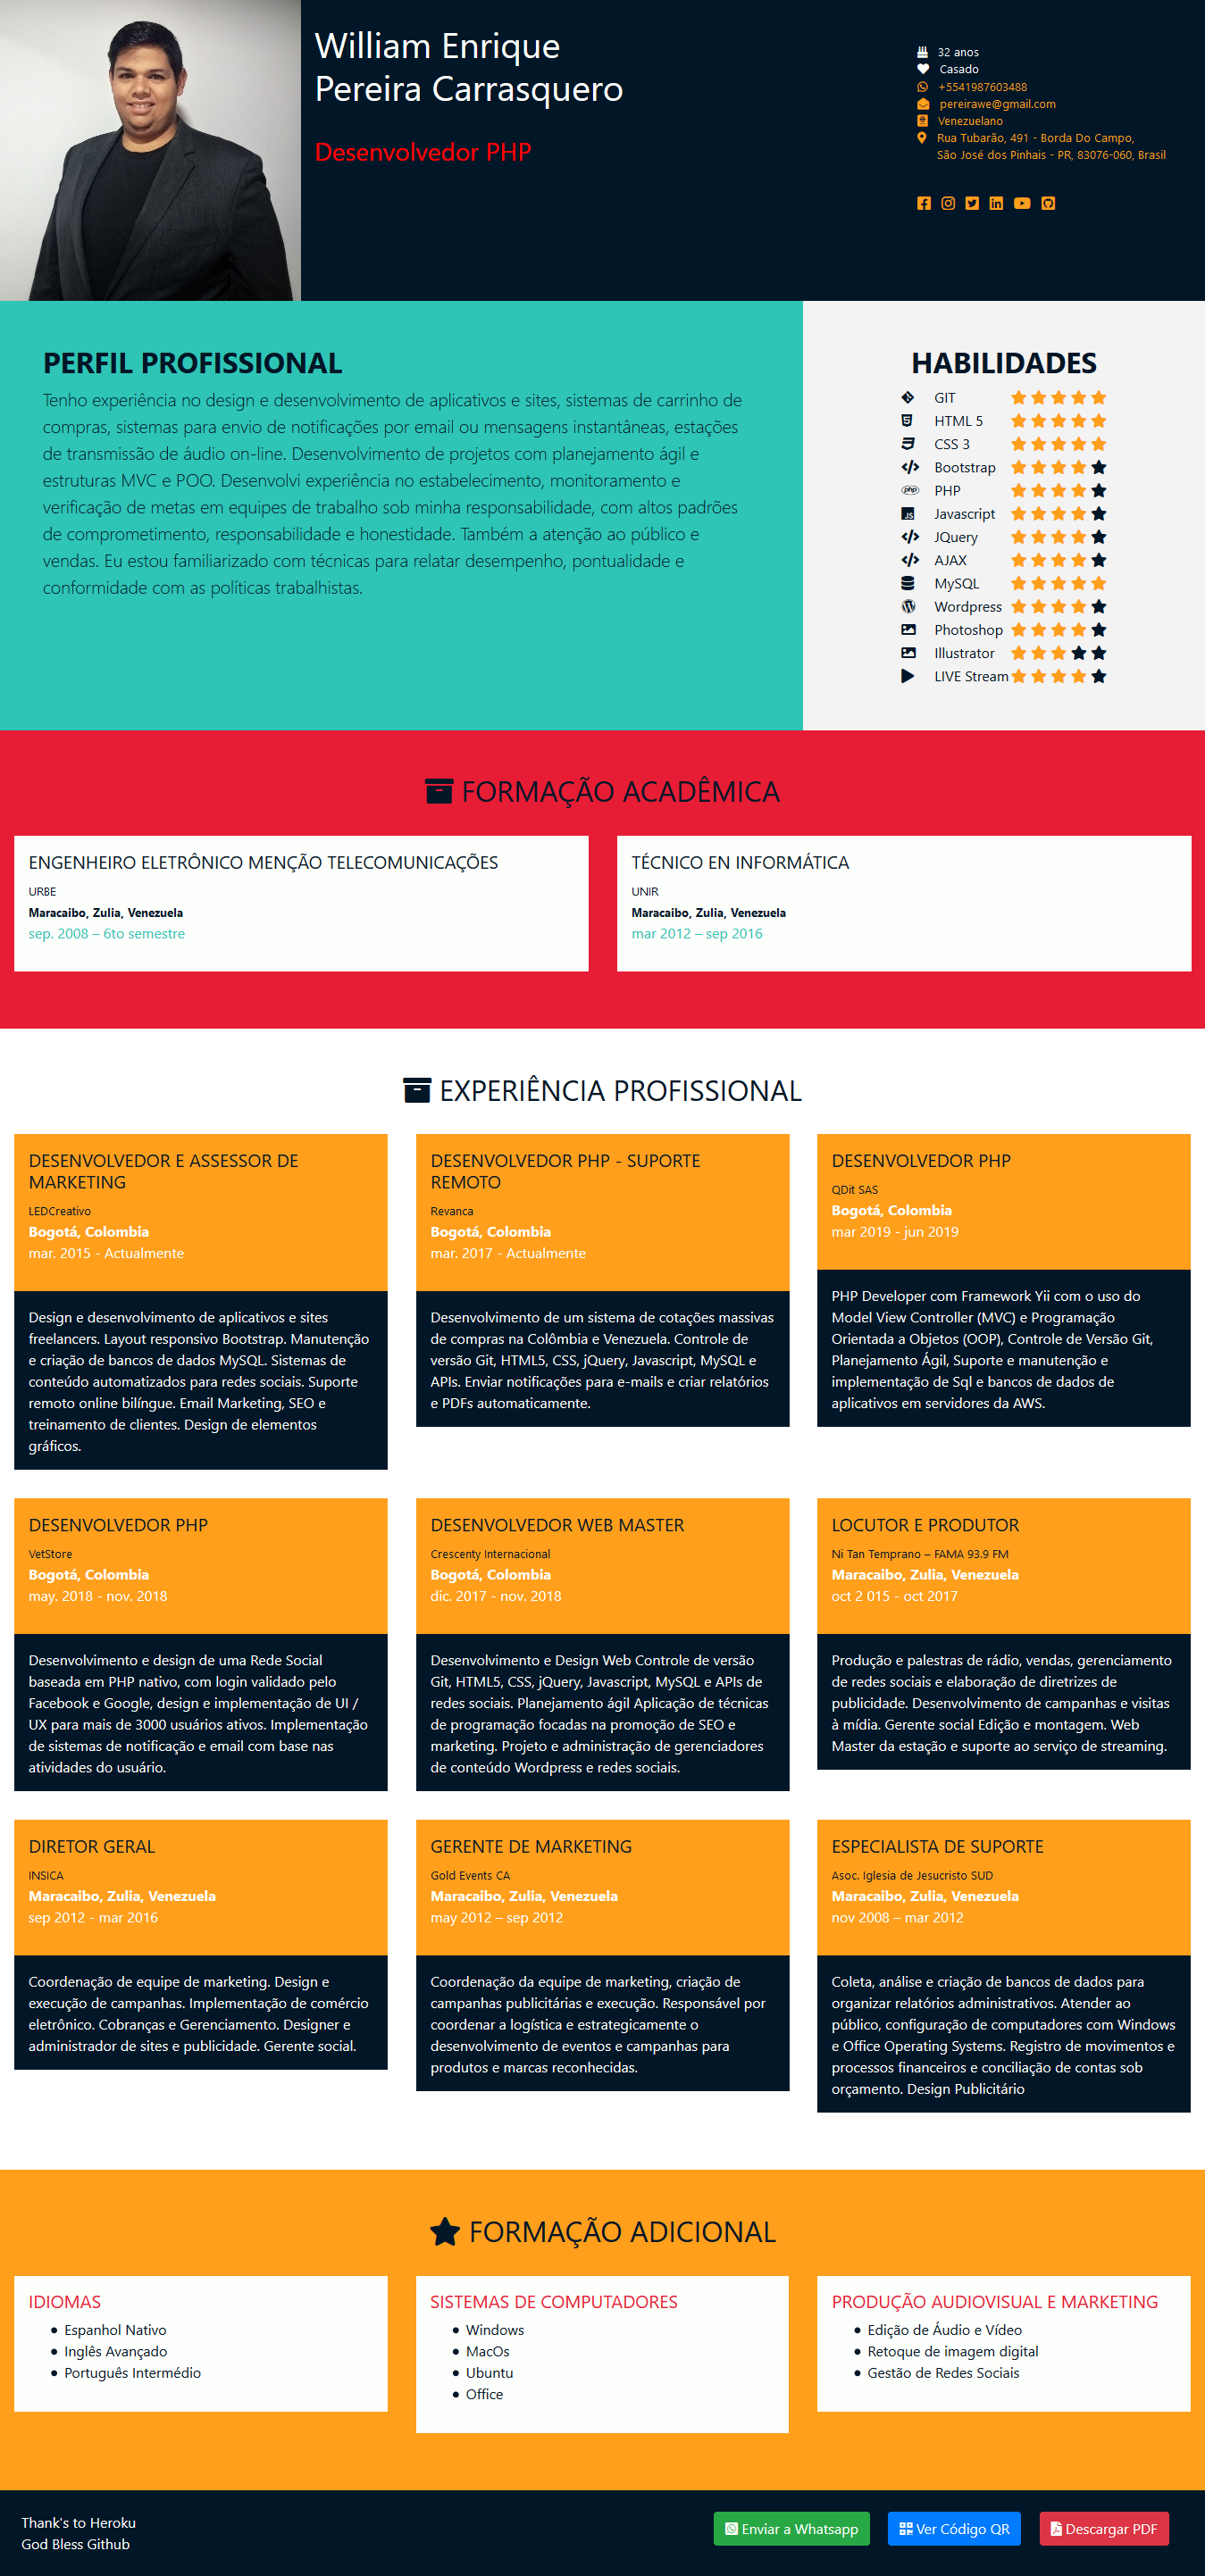 William Enrique
Pereira Carrasquero
Desenvolvedor PHP
32 anos
Casado
+5541987603488
pereirawe@gmail.com
Venezuelano
Rua Tubarão, 491 - Borda Do Campo,
São José dos Pinhais - PR, 83076-060, Brasil
PERFIL PROFISSIONAL
Tenho experiência no design e desenvolvimento de aplicativos e sites, sistemas de carrinho de
compras, sistemas para envio de notificações por email ou mensagens instantâneas, estações
de transmissão de áudio on-line. Desenvolvimento de projetos com planejamento ágil e
estruturas MVC e POO. Desenvolvi experiência no estabelecimento, monitoramento e
verificação de metas em equipes de trabalho sob minha responsabilidade, com altos padrões
de comprometimento, responsabilidade e honestidade. Também a atenção ao público e
vendas. Eu estou familiarizado com técnicas para relatar desempenho, pontualidade e
conformidade com as políticas trabalhistas.
HABILIDADES
GIT
HTML 5
CSS 3
Bootstrap
php PHP
JS Javascript
JQuery
AJAX
MySQL
Wordpress
Photoshop
Illustrator
LIVE Stream
FORMAÇÃO ACADÊMICA
ENGENHEIRO ELETRÔNICO MENÇÃO TELECOMUNICAÇÕES
URBE
Maracaibo, Zulia, Venezuela
sep. 2008 – 6to semestre
TÉCNICO EN INFORMÁTICA
UNIR
Maracaibo, Zulia, Venezuela
mar 2012 – sep 2016
EXPERIÊNCIA PROFISSIONAL
DESENVOLVEDOR E ASSESSOR DE
MARKETING
LEDCreativo
Bogotá, Colombia
mar. 2015 - Actualmente
Design e desenvolvimento de aplicativos e sites
freelancers. Layout responsivo Bootstrap. Manutenção
e criação de bancos de dados MySQL. Sistemas de
conteúdo automatizados para redes sociais. Suporte
remoto online bilíngue. Email Marketing, SEO e
treinamento de clientes. Design de elementos
gráficos.
DESENVOLVEDOR PHP - SUPORTE
REMOTO
Revanca
Bogotá, Colombia
mar. 2017 - Actualmente
Desenvolvimento de um sistema de cotações massivas
de compras na Colômbia e Venezuela. Controle de
versão Git, HTML5, CSS, jQuery, Javascript, MySQL e
APIs. Enviar notificações para e-mails e criar relatórios
e PDFs automaticamente.
DESENVOLVEDOR PHP
QDit SAS
Bogotá, Colombia
mar 2019 - jun 2019
PHP Developer com Framework Yii com o uso do
Model View Controller (MVC) e Programação
Orientada a Objetos (OOP), Controle de Versão Git,
Planejamento Ágil, Suporte e manutenção e
implementação de Sql e bancos de dados de
aplicativos em servidores da AWS.
DESENVOLVEDOR PHP
VetStore
Bogotá, Colombia
may. 2018 - nov. 2018
Desenvolvimento e design de uma Rede Social
baseada em PHP nativo, com login validado pelo
Facebook e Google, design e implementação de UI /
UX para mais de 3000 usuários ativos. Implementação
de sistemas de notificação e email com base nas
atividades do usuário.
DESENVOLVEDOR WEB MASTER
Crescenty Internacional
Bogotá, Colombia
dic. 2017 - nov. 2018
Desenvolvimento e Design Web Controle de versão
Git, HTML5, CSS, jQuery, Javascript, MySQL e APIs de
redes sociais. Planejamento ágil Aplicação de técnicas
de programação focadas na promoção de SEO e
marketing. Projeto e administração de gerenciadores
de conteúdo Wordpress e redes sociais.
LOCUTOR E PRODUTOR
Ni Tan Temprano – FAMA 93.9 FM
Maracaibo, Zulia, Venezuela
oct 2 015 - oct 2017
Produção e palestras de rádio, vendas, gerenciamento
de redes sociais e elaboração de diretrizes de
publicidade. Desenvolvimento de campanhas e visitas
à mídia. Gerente social Edição e montagem. Web
Master da estação e suporte ao serviço de streaming.
DIRETOR GERAL
INSICA
Maracaibo, Zulia, Venezuela
sep 2012 - mar 2016
Coordenação de equipe de marketing. Design e
execução de campanhas. Implementação de comércio
eletrônico. Cobranças e Gerenciamento. Designer e
administrador de sites e publicidade. Gerente social.
GERENTE DE MARKETING
Gold Events CA
Maracaibo, Zulia, Venezuela
may 2012 – sep 2012
Coordenação da equipe de marketing, criação de
campanhas publicitárias e execução. Responsável por
coordenar a logística e estrategicamente o
desenvolvimento de eventos e campanhas para
produtos e marcas reconhecidas.
ESPECIALISTA DE SUPORTE
Asoc. Iglesia de Jesucristo SUD
Maracaibo, Zulia, Venezuela
nov 2008 – mar 2012
Coleta, análise e criação de bancos de dados para
organizar relatórios administrativos. Atender ao
público, configuração de computadores com Windows
e Office Operating Systems. Registro de movimentos e
processos financeiros e conciliação de contas sob
orçamento. Design Publicitário
FORMAÇÃO ADICIONAL
IDIOMAS
Espanhol Nativo
Inglês Avançado
Português Intermédio
SISTEMAS DE COMPUTADORES
Windows
MacOs
Ubuntu
Office
PRODUÇÃO AUDIOVISUAL E MARKETING
Edição de Áudio e Vídeo
Retoque de imagem digital
Gestão de Redes Sociais
Thank's to Heroku
God Bless Github
Enviar a Whatsapp
Ver Código QR
Descargar PDF